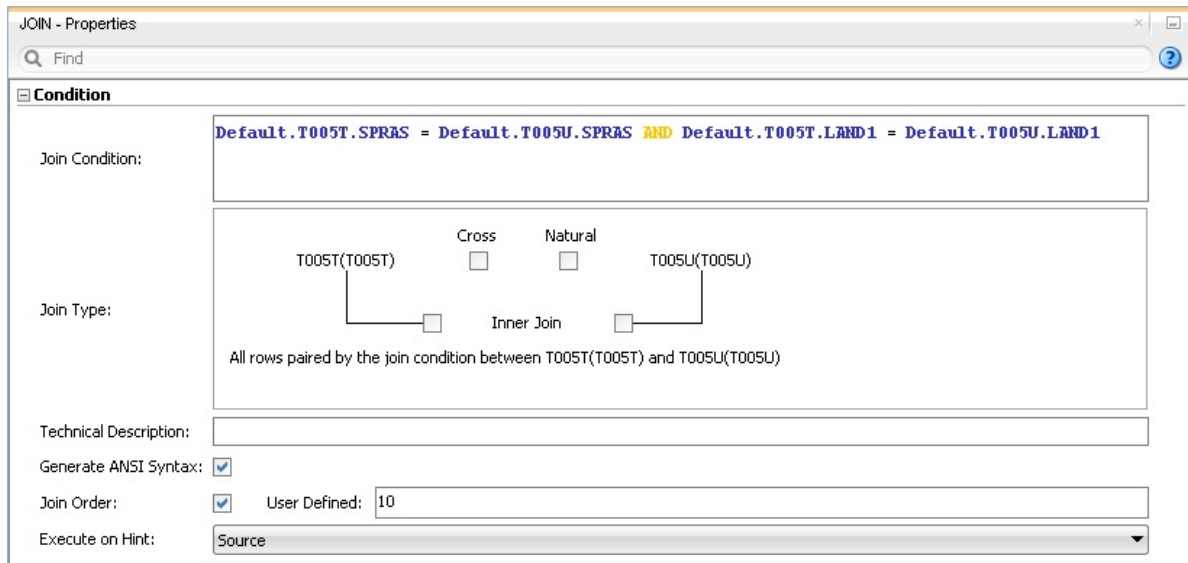 JOIN - Properties
Find
Condition
Join Condition:
Default.T005T.SPRAS = Default.T005U.SPRAS AND Default.T005T.LAND1 = Default.T005U.LAND1
Join Type:
Cross Natural
T005T(T005T) T005U(T005U)
Inner Join
All rows paired by the join condition between T005T(T005T) and T005U(T005U)
Technical Description:
Generate ANSI Syntax:
Join Order: User Defined: 10
Execute on Hint: Source